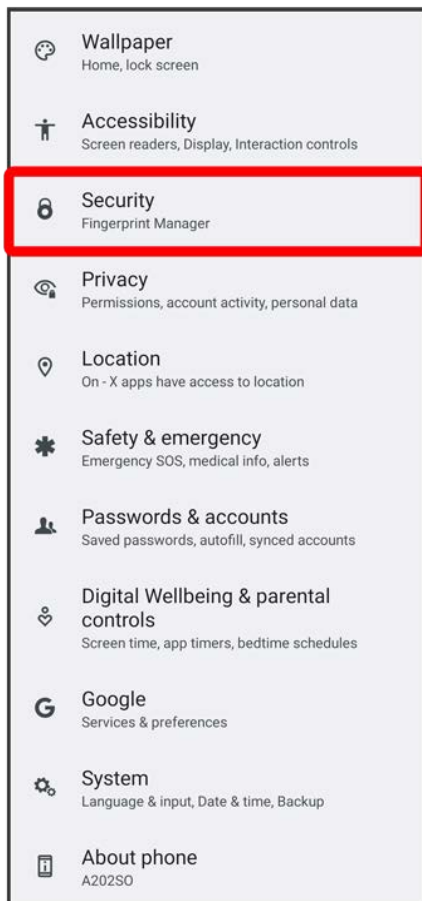 Wallpaper
Home, lock screen
Accessibility
Screen readers, Display, Interaction controls
Security
Fingerprint Manager
Privacy
Permissions, account activity, personal data
Location
On - X apps have access to location
Safety & emergency
Emergency SOS, medical info, alerts
Passwords & accounts
Saved passwords, autofill, synced accounts
Digital Wellbeing & parental
controls
Screen time, app timers, bedtime schedules
Google
Services & preferences
System
Language & input, Date & time, Backup
About phone
A202SO